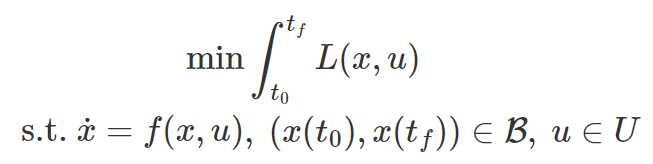 min ∫_{t_0}^{t_f} L(x, u)
s.t. ẋ = f(x, u), (x(t_0), x(t_f)) ∈ ℬ, u ∈ U